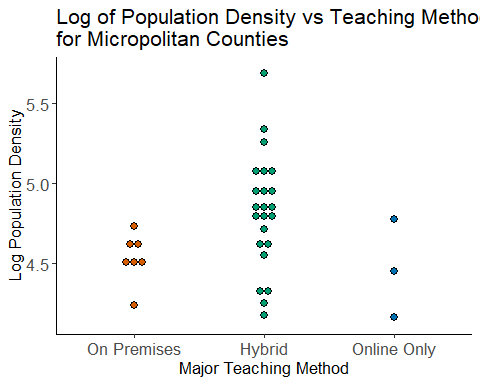 Log of Population Density vs Teaching Metho
for Micropolitan Counties
Log Population Density
5.5
5.0
4.5
On Premises Hybrid Online Only
Major Teaching Method